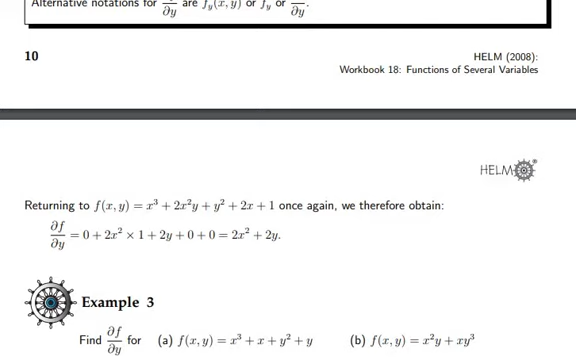 Alternative notations for ∂f/∂y are f_y(x, y) or f_y or ∂z/∂y.
10
HELM (2008):
Workbook 18: Functions of Several Variables
HELM
Returning to f(x, y) = x³ + 2x²y + y² + 2x + 1 once again, we therefore obtain:
∂f/∂y = 0 + 2x² × 1 + 2y + 0 + 0 = 2x² + 2y.
Example 3
Find ∂f/∂y for (a) f(x, y) = x³ + x + y² + y (b) f(x, y) = x²y + xy³